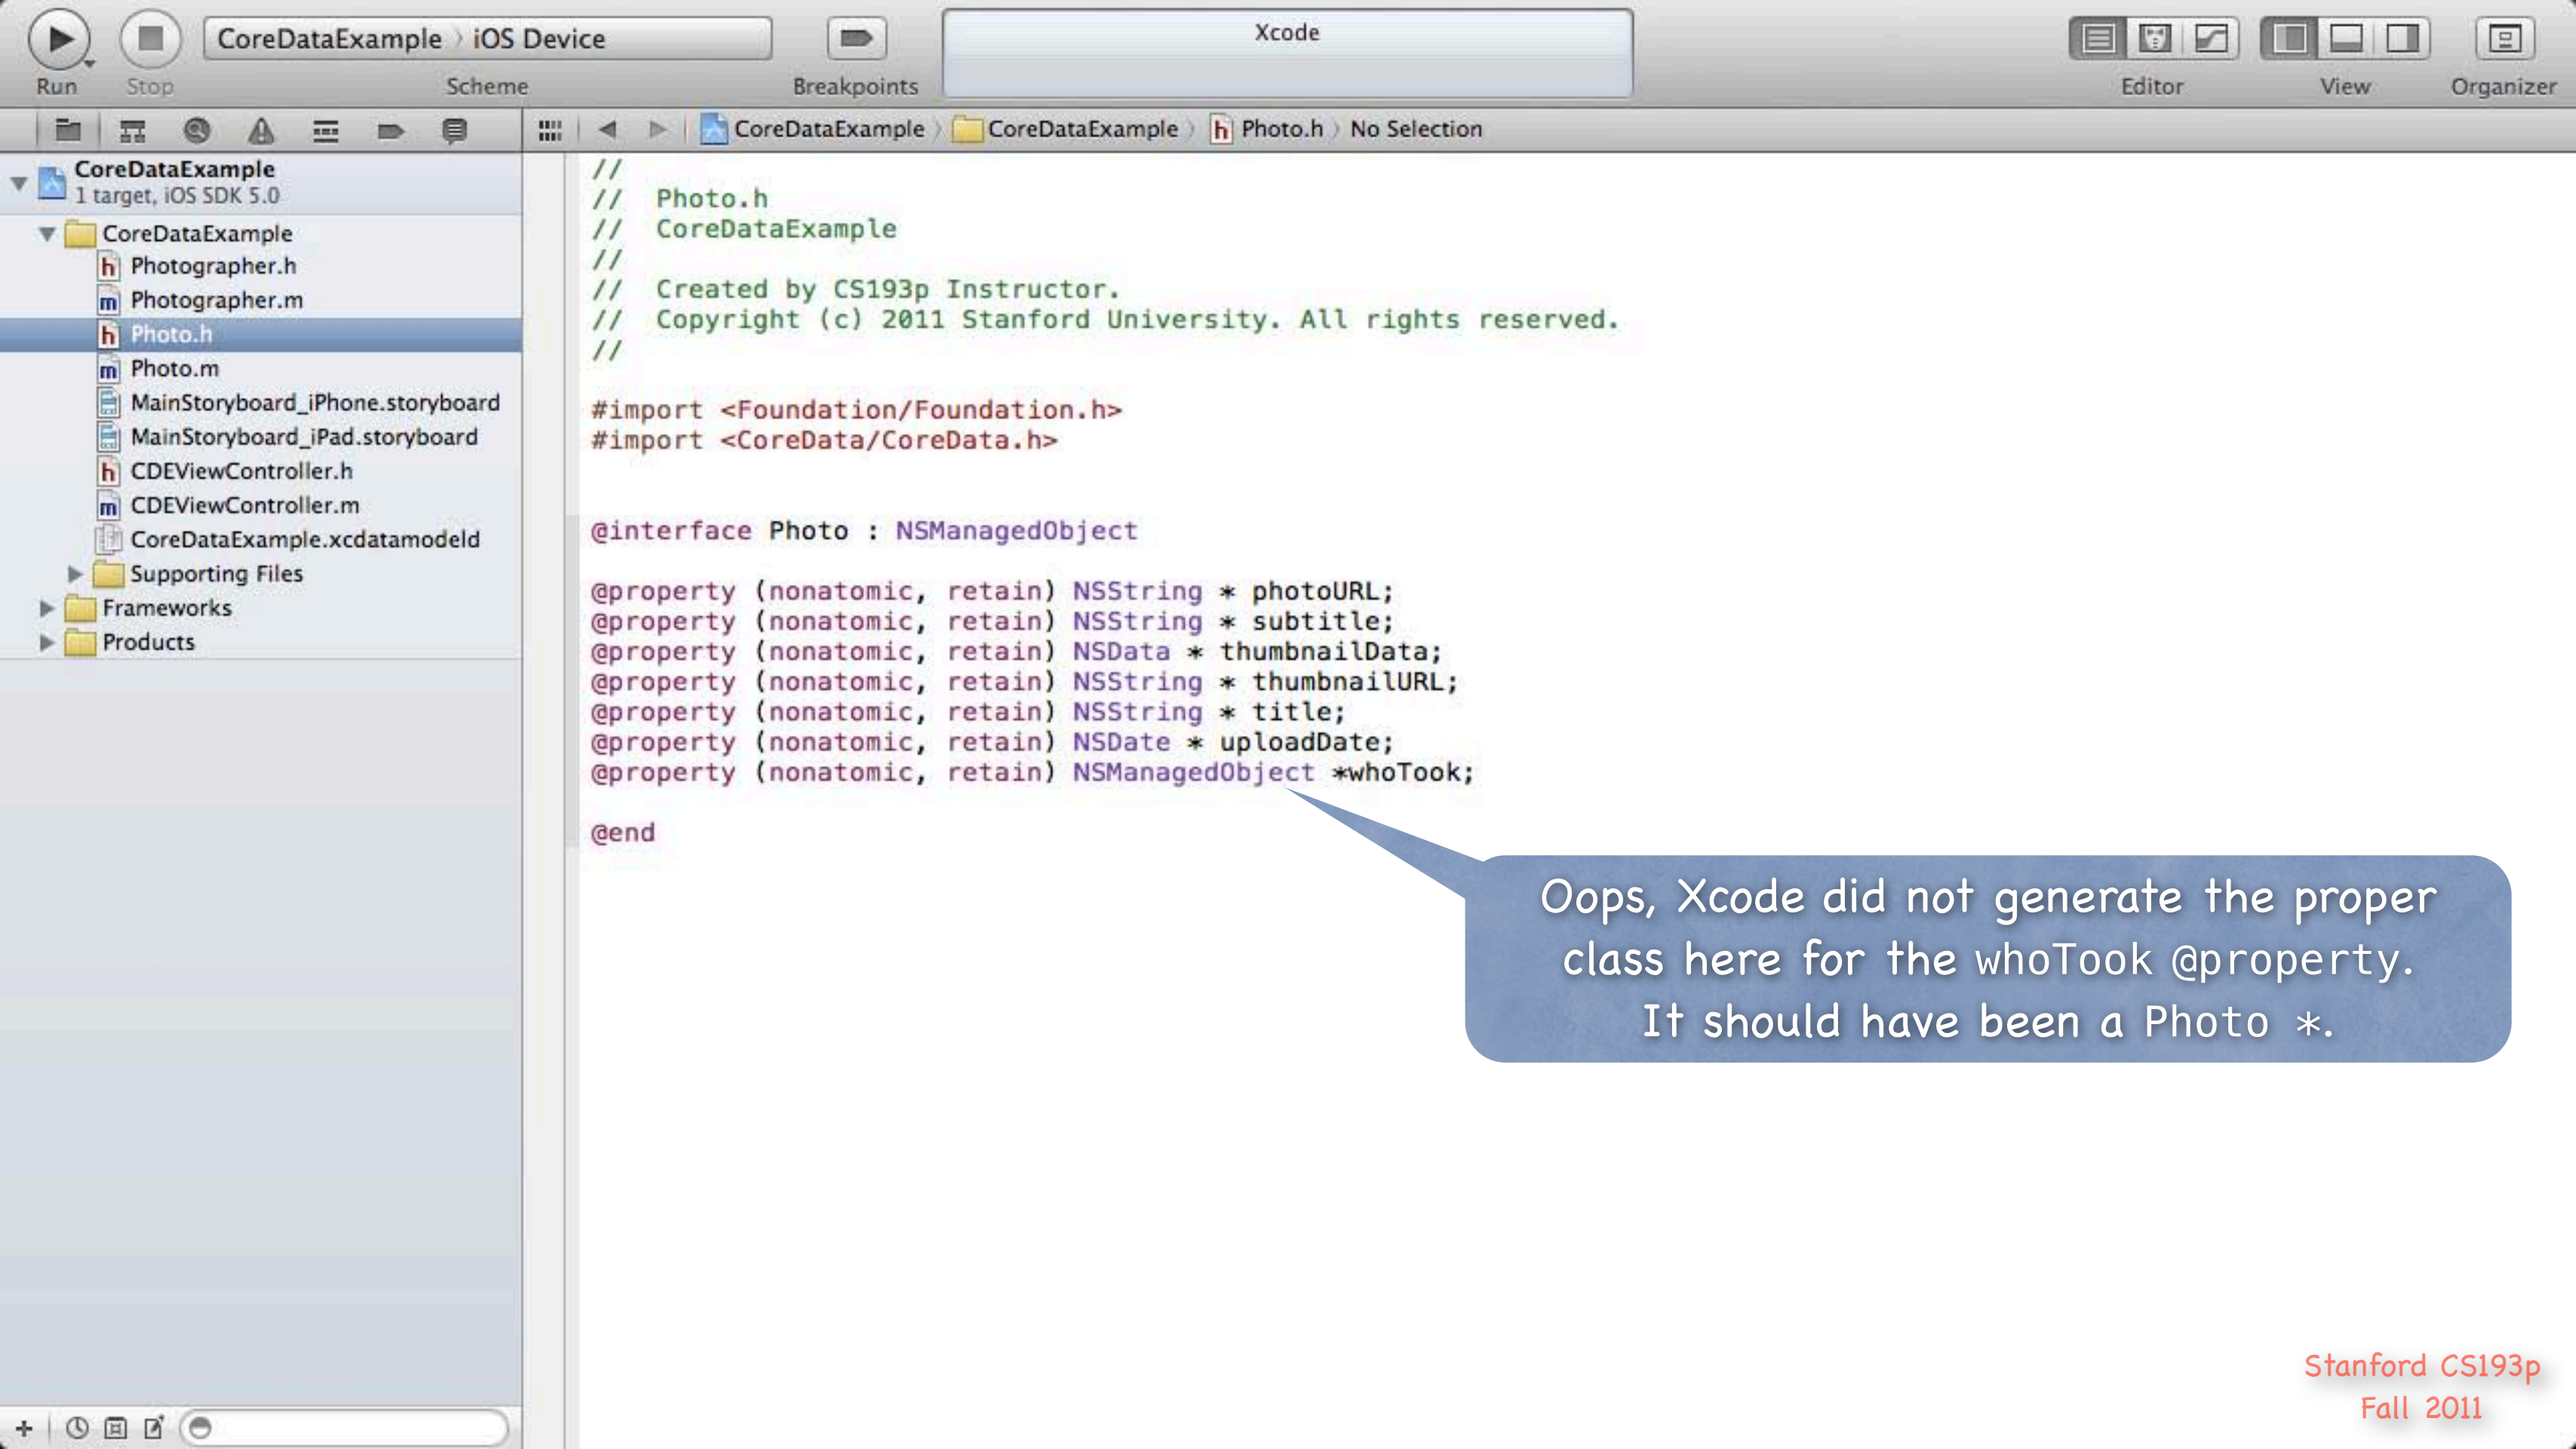 CoreDataExample iOS Device
Xcode
Run Stop Scheme Breakpoints Editor View Organizer
CoreDataExample CoreDataExample h Photo.h No Selection
CoreDataExample
1 target, iOS SDK 5.0
CoreDataExample
h Photographer.h
m Photographer.m
h Photo.h
m Photo.m
MainStoryboard_iPhone.storyboard
MainStoryboard_iPad.storyboard
h CDEViewController.h
m CDEViewController.m
CoreDataExample.xcdatamodeld
Supporting Files
Frameworks
Products
//
// Photo.h
// CoreDataExample
//
// Created by CS193p Instructor.
// Copyright (c) 2011 Stanford University. All rights reserved.
//
#import <Foundation/Foundation.h>
#import <CoreData/CoreData.h>
@interface Photo : NSManagedObject
@property (nonatomic, retain) NSString * photoURL;
@property (nonatomic, retain) NSString * subtitle;
@property (nonatomic, retain) NSData * thumbnailData;
@property (nonatomic, retain) NSString * thumbnailURL;
@property (nonatomic, retain) NSString * title;
@property (nonatomic, retain) NSDate * uploadDate;
@property (nonatomic, retain) NSManagedObject *whoTook;
@end
Oops, Xcode did not generate the proper
class here for the whoTook @property.
It should have been a Photo *.
Stanford CS193p
Fall 2011